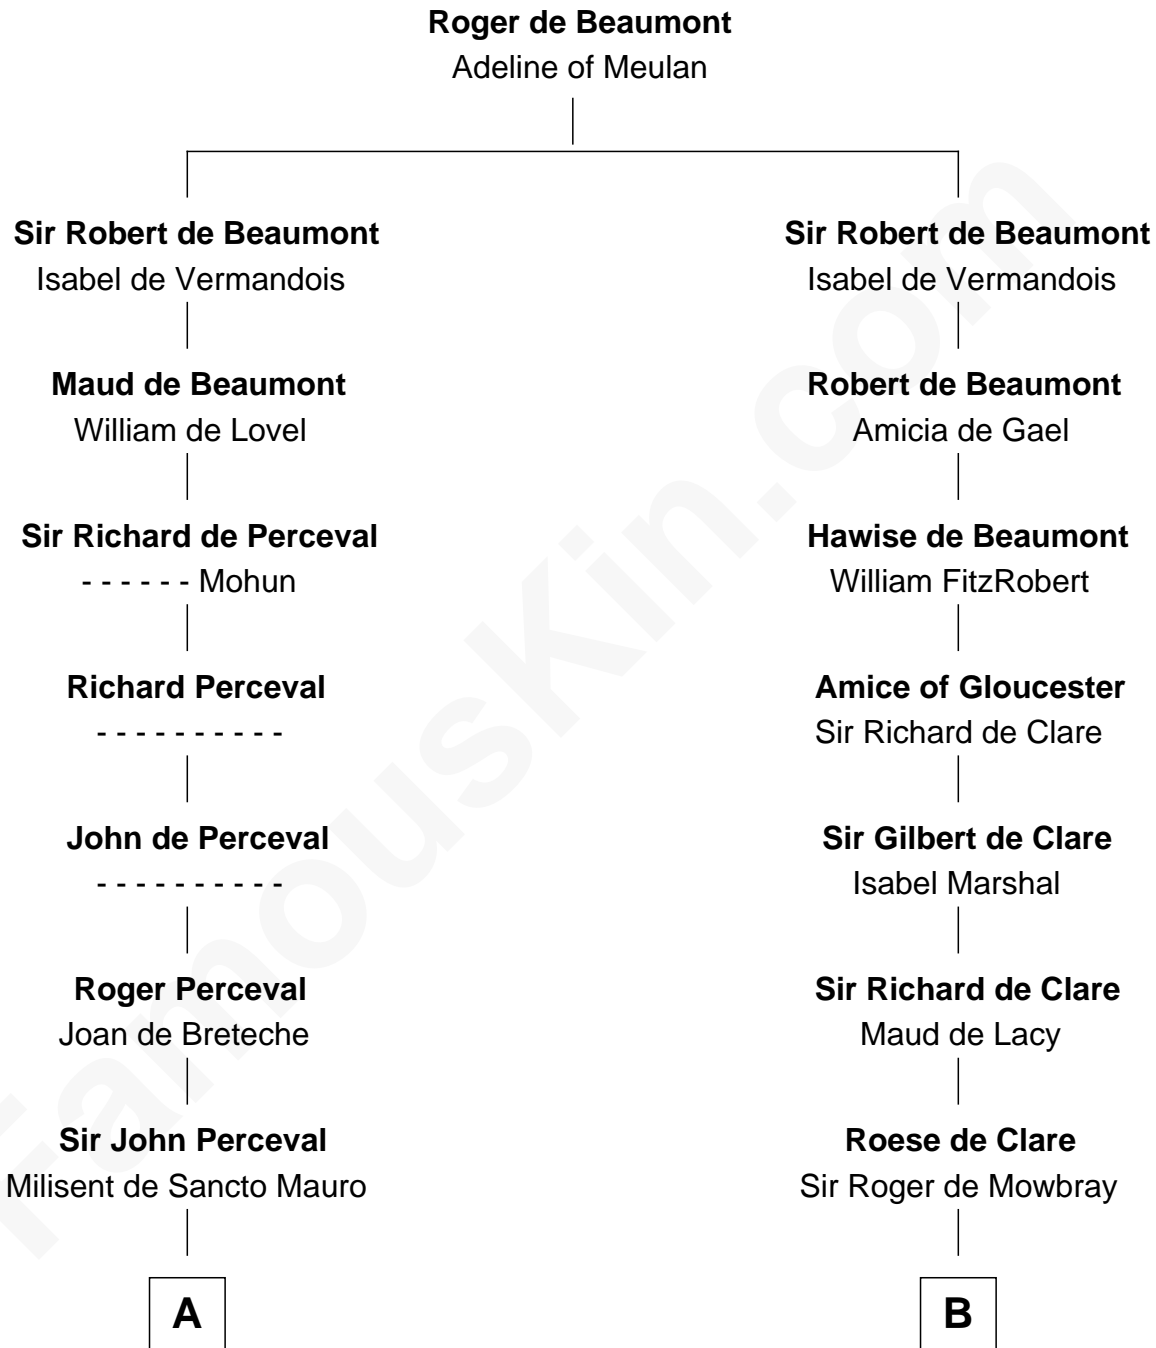 Roger de Beaumont
Adeline of Meulan
Sir Robert de Beaumont
Isabel de Vermandois
Maud de Beaumont
William de Lovel
Sir Richard de Perceval
- - - - - - Mohun
Richard Perceval
- - - - - - - - - -
John de Perceval
- - - - - - - - - -
Roger Perceval
Joan de Breteche
Sir John Perceval
Milisent de Sancto Mauro
A
Sir Robert de Beaumont
Isabel de Vermandois
Robert de Beaumont
Amicia de Gael
Hawise de Beaumont
William FitzRobert
Amice of Gloucester
Sir Richard de Clare
Sir Gilbert de Clare
Isabel Marshal
Sir Richard de Clare
Maud de Lacy
Roese de Clare
Sir Roger de Mowbray
B
FamousKin.com